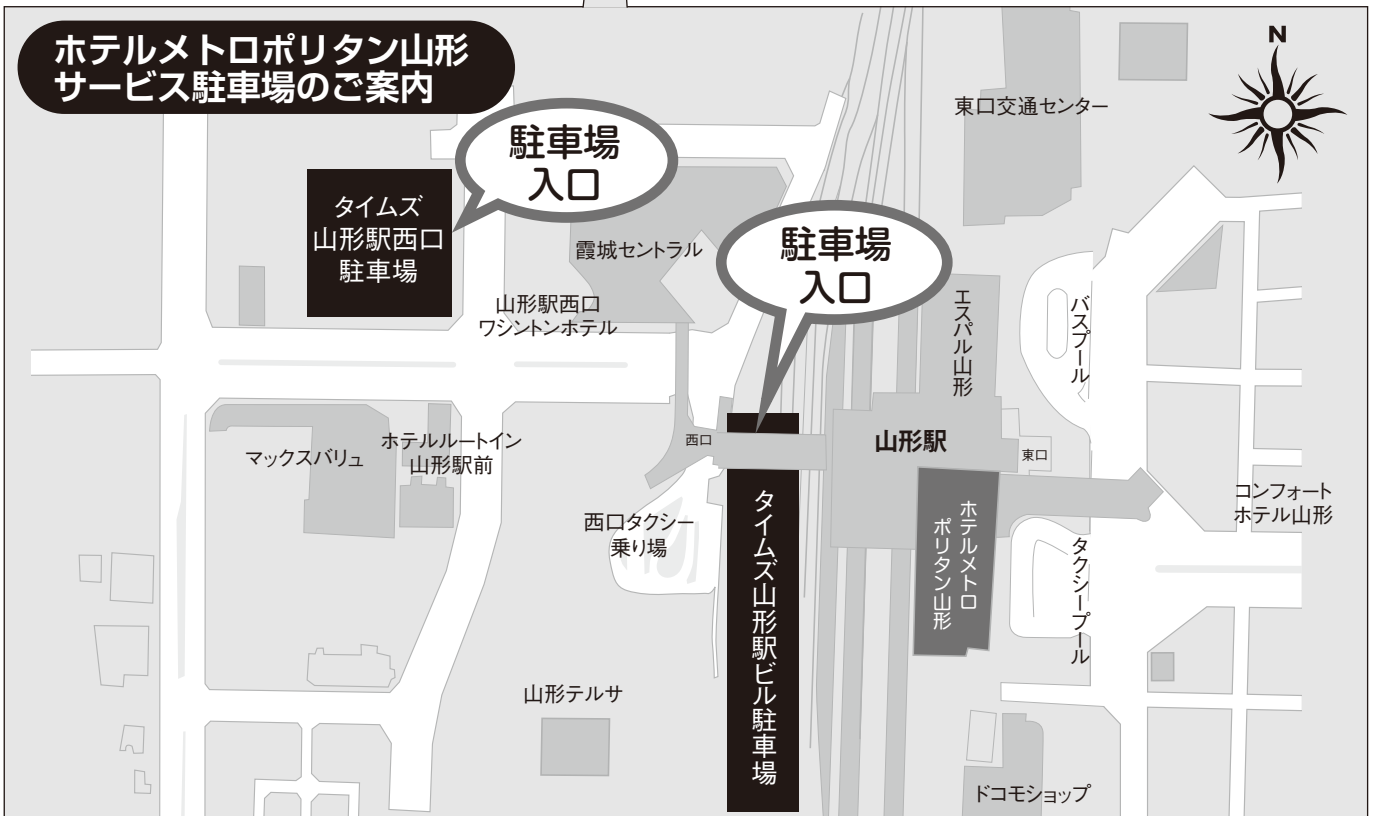 ホテルメトロポリタン山形
サービス駐車場のご案内
N
東口交通センター
駐車場
入口
タイムズ
山形駅西口
駐車場
霞城セントラル
駐車場
入口
山形駅西口
ワシントンホテル
エスパル山形
バスプール
マックスバリュ
ホテルルートイン
山形駅前
西口
山形駅
東口
コンフォート
ホテル山形
西口タクシー
乗り場
タイムズ山形駅ビル駐車場
ホテルメトロ
ポリタン山形
タクシープール
山形テルサ
ドコモショップ